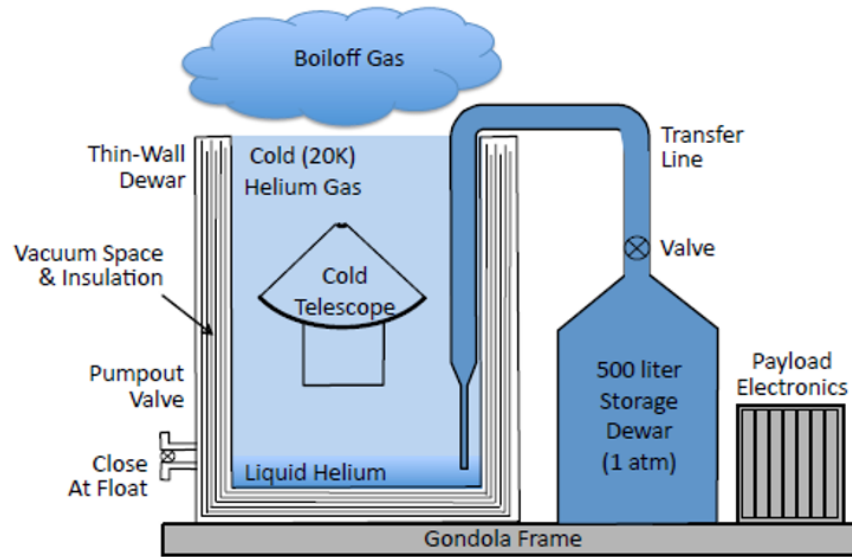 Boiloff Gas
Thin-Wall
Dewar
Cold (20K)
Helium Gas
Transfer
Line
Vacuum Space
& Insulation
Cold
Telescope
Valve
Pumpout
Valve
500 liter
Storage
Dewar
(1 atm)
Payload
Electronics
Close
At Float
Liquid Helium
Gondola Frame